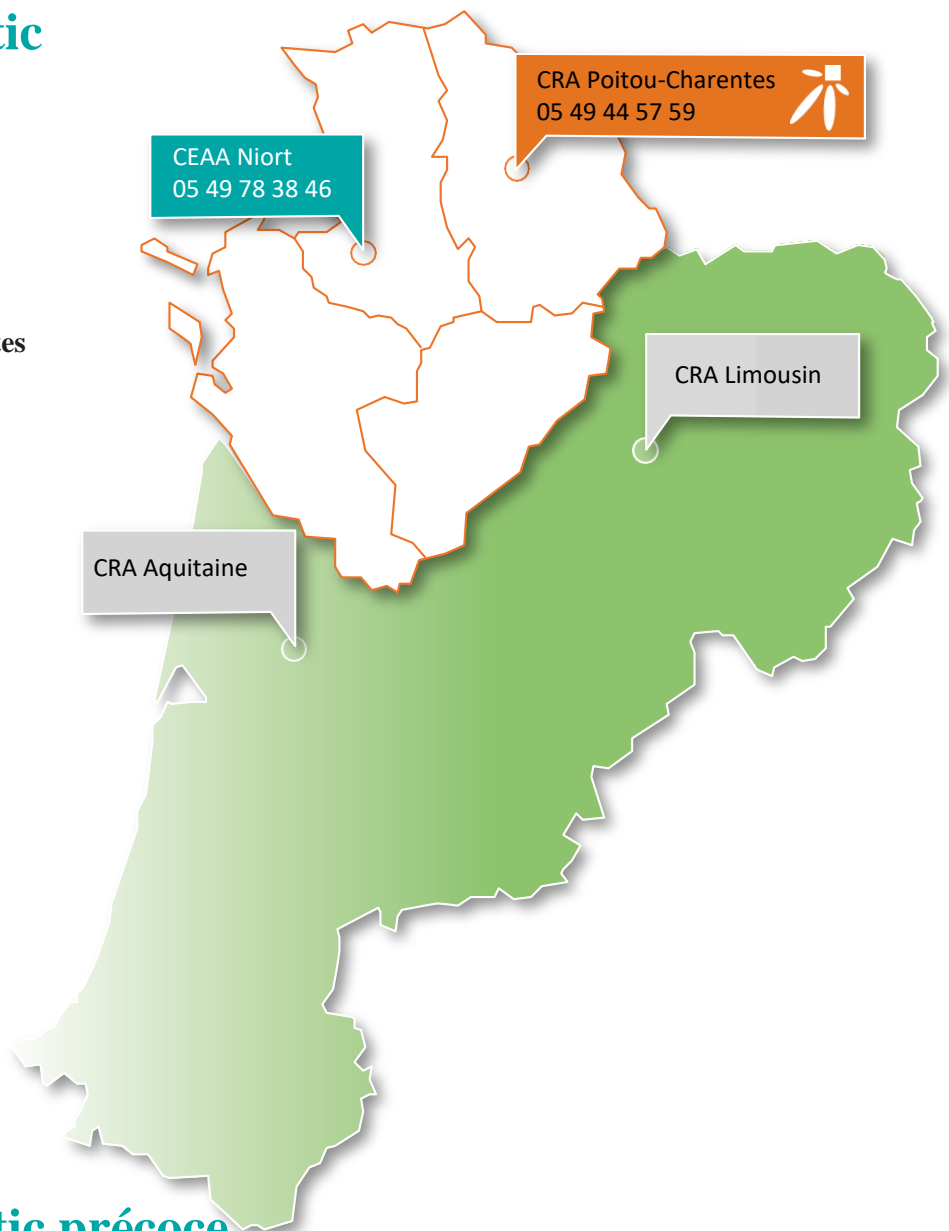 tic
CRA Poitou-Charentes
05 49 44 57 59
CEAA Niort
05 49 78 38 46
tes
CRA Limousin
CRA Aquitaine
tic précoce